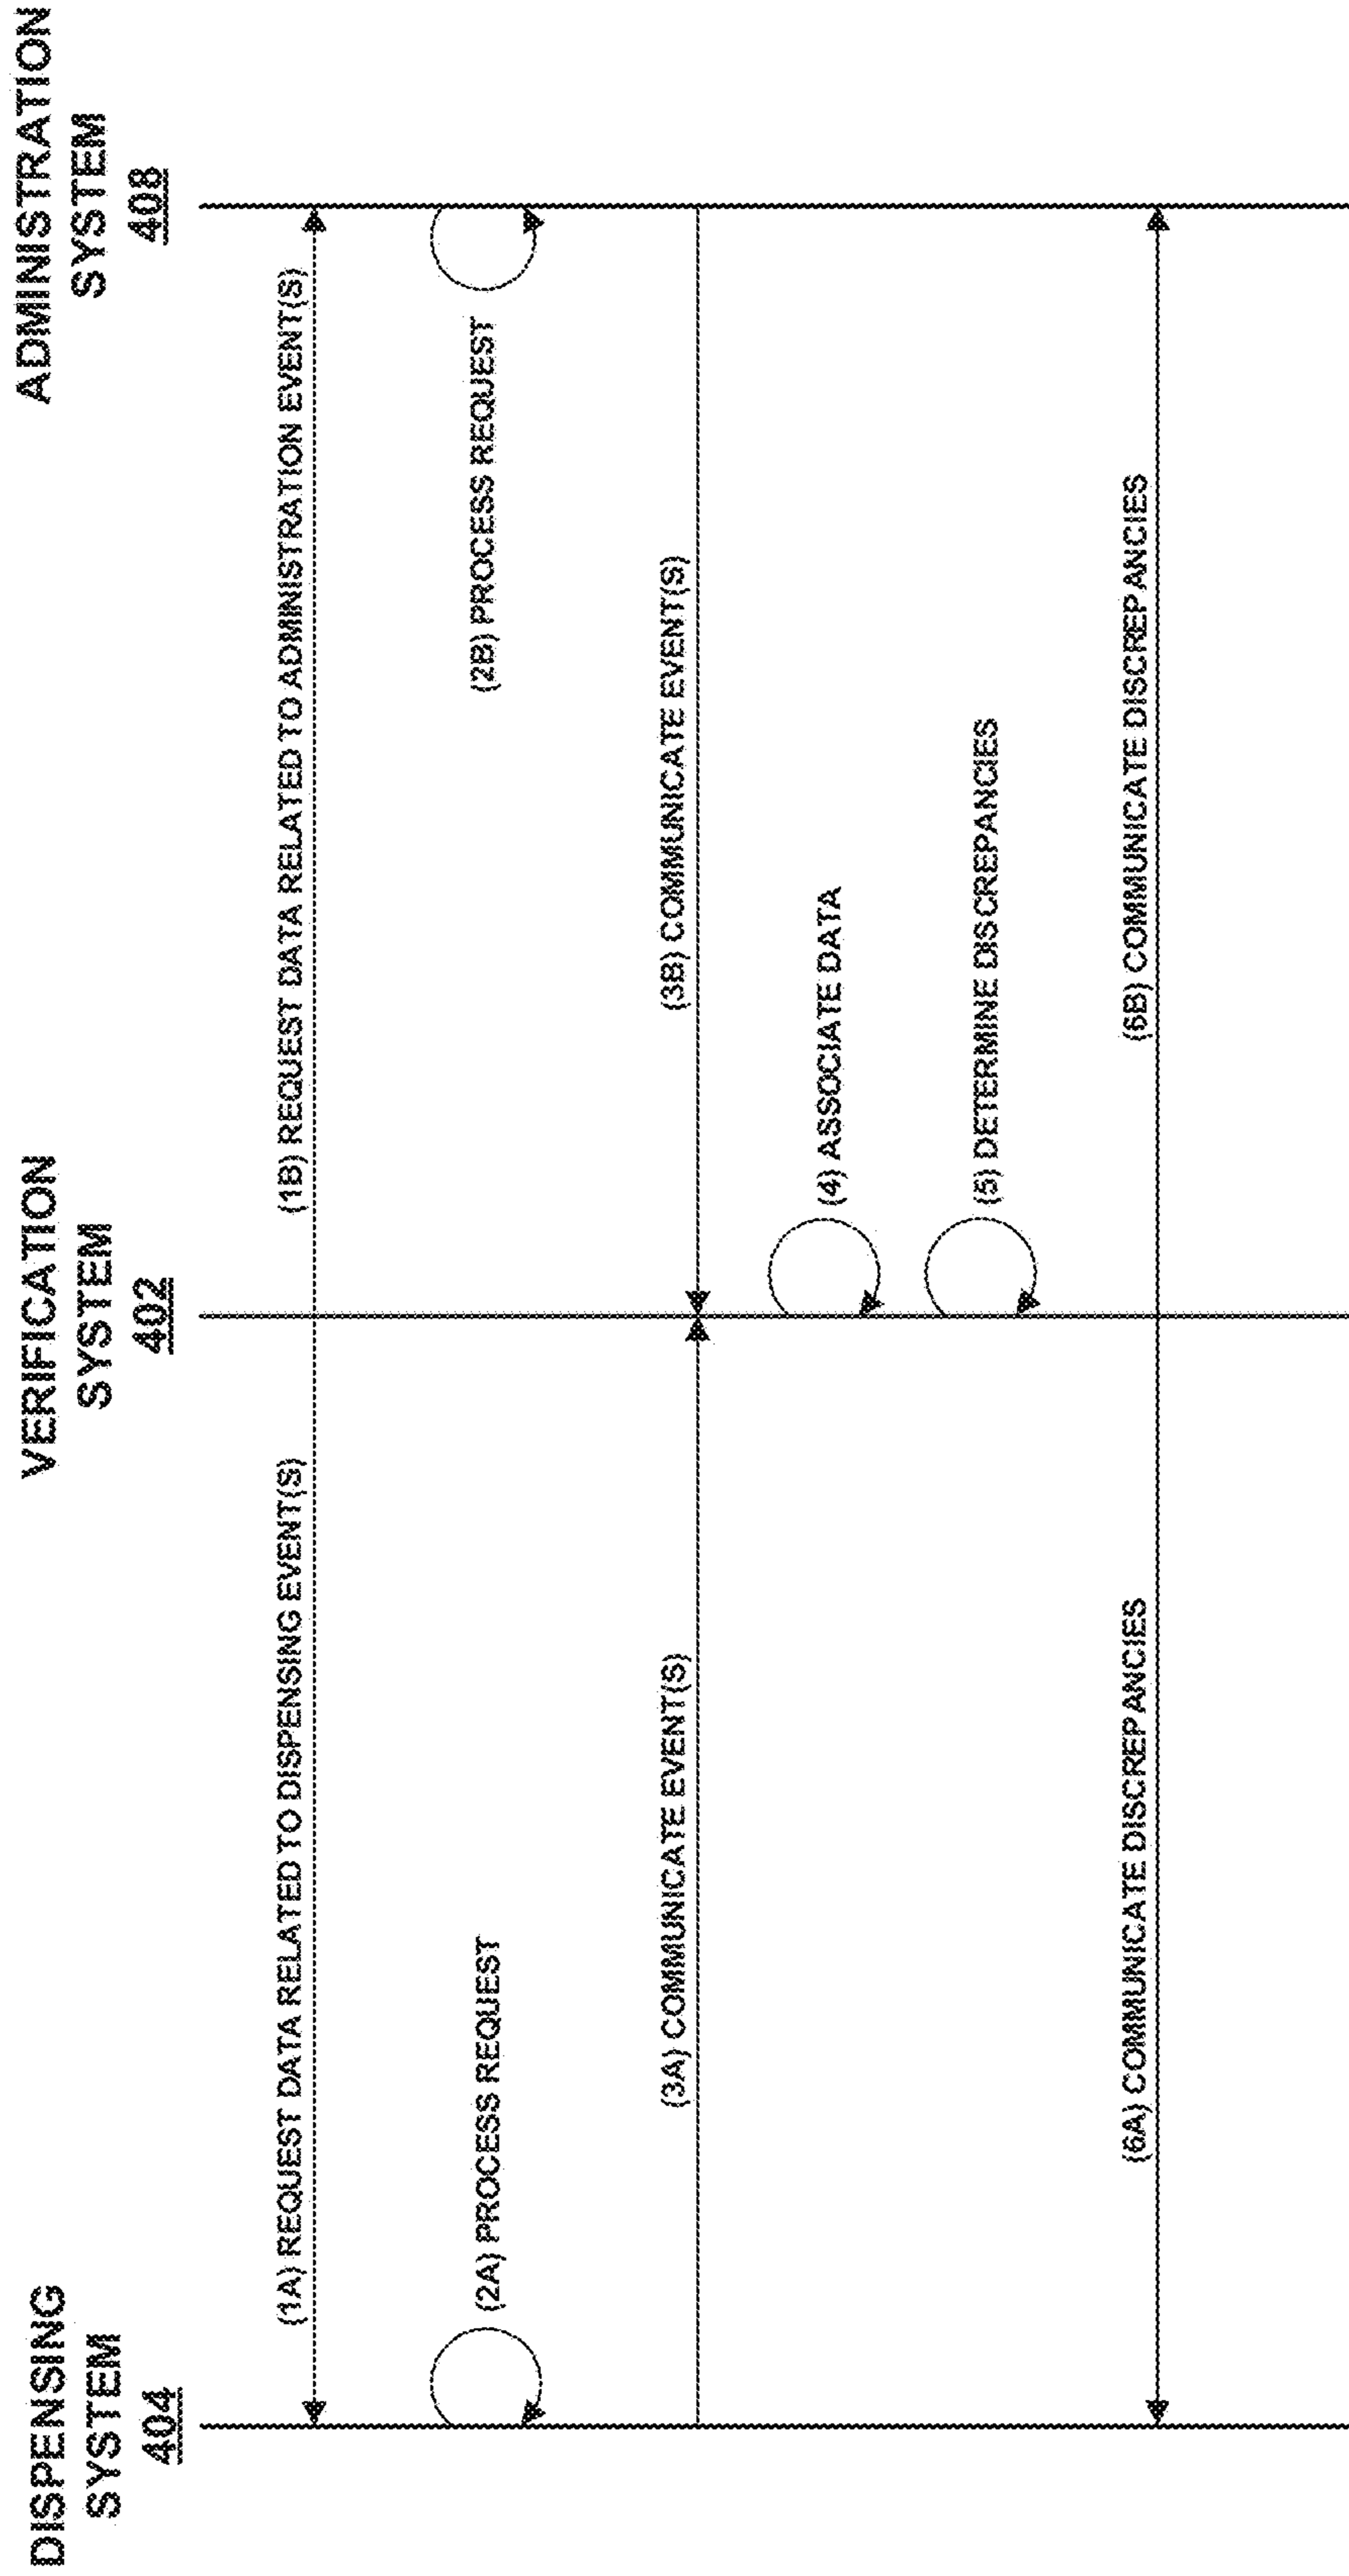 DISPENSING
SYSTEM
404
VERIFICATION
SYSTEM
402
ADMINISTRATION
SYSTEM
408
(1A) REQUEST DATA RELATED TO DISPENSING EVENT(S)
(1B) REQUEST DATA RELATED TO ADMINISTRATION EVENT(S)
(2A) PROCESS REQUEST
(2B) PROCESS REQUEST
(3A) COMMUNICATE EVENT(S)
(3B) COMMUNICATE EVENT(S)
(4) ASSOCIATE DATA
(5) DETERMINE DISCREPANCIES
(6A) COMMUNICATE DISCREPANCIES
(6B) COMMUNICATE DISCREPANCIES